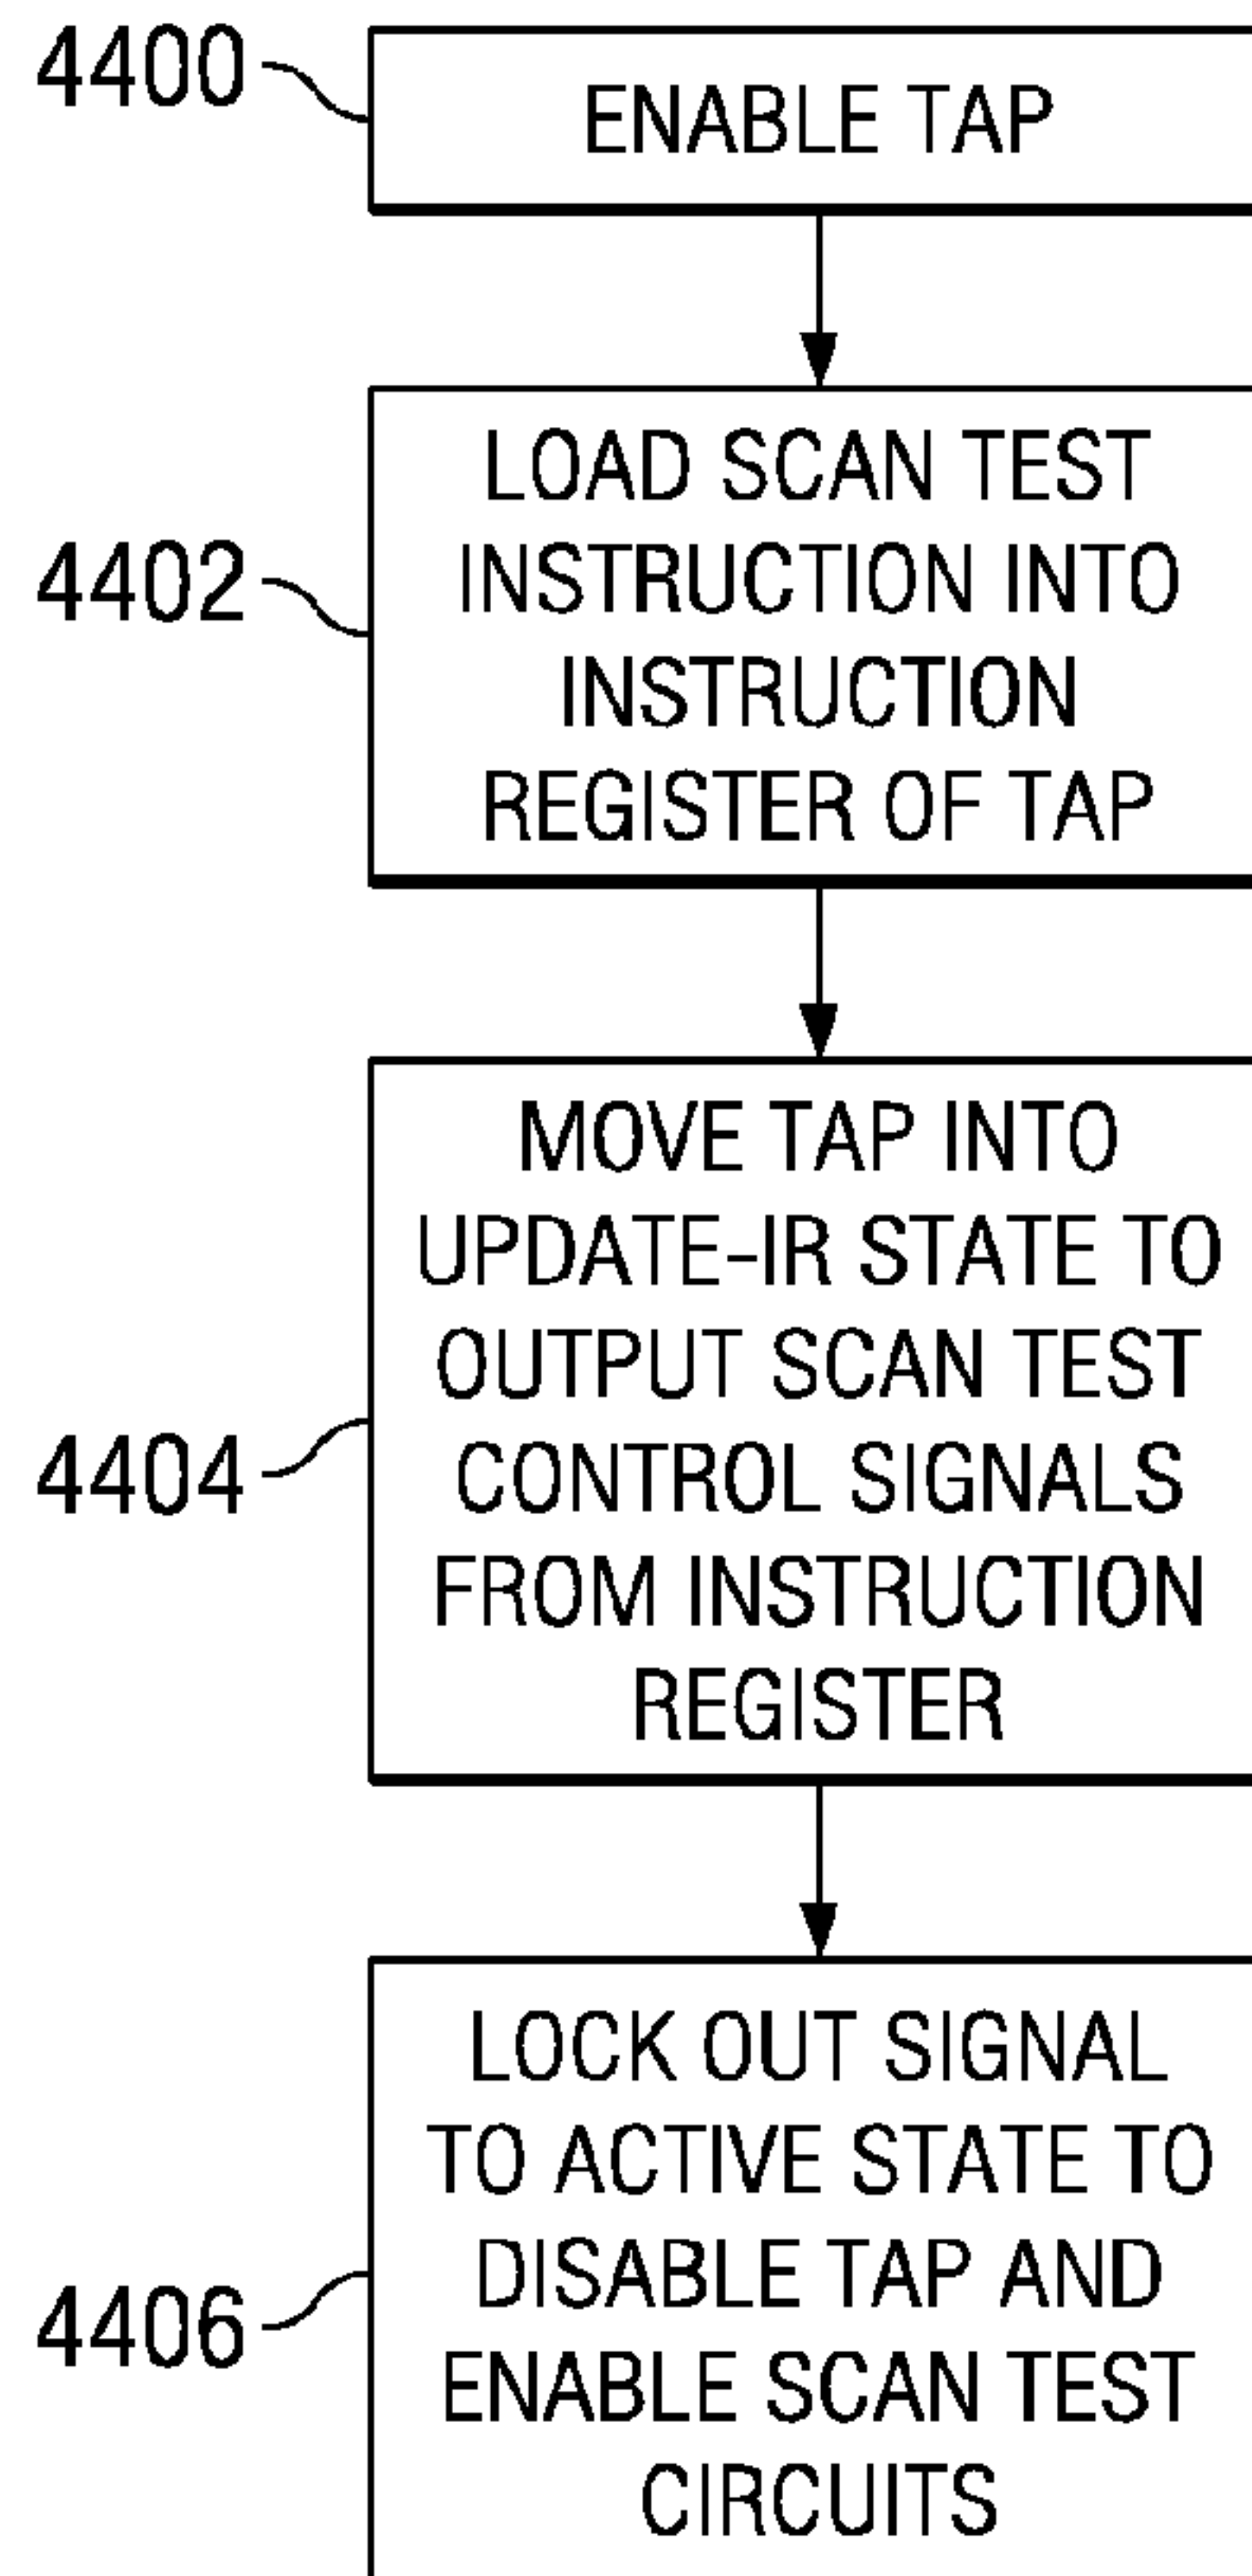 4400
ENABLE TAP
LOAD SCAN TEST
INSTRUCTION INTO
INSTRUCTION
REGISTER OF TAP
4402
MOVE TAP INTO
UPDATE-IR STATE TO
OUTPUT SCAN TEST
CONTROL SIGNALS
FROM INSTRUCTION
REGISTER
4404
LOCK OUT SIGNAL
TO ACTIVE STATE TO
DISABLE TAP AND
ENABLE SCAN TEST
CIRCUITS
4406